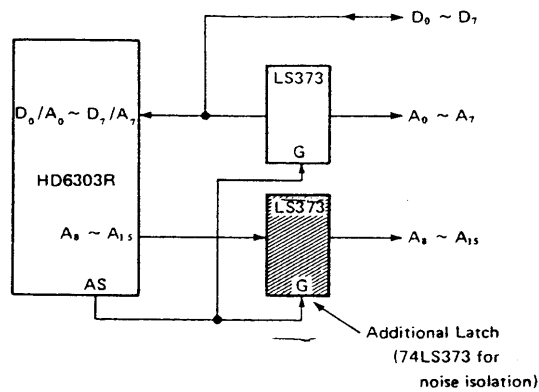 D₀ ~ D₇
LS373
D₀/A₀ ~ D₇/A₇
A₀ ~ A₇
G
HD6303R
LS373
A₈ ~ A₁₅
A₈ ~ A₁₅
AS
G
Additional Latch
(74LS373 for
noise isolation)